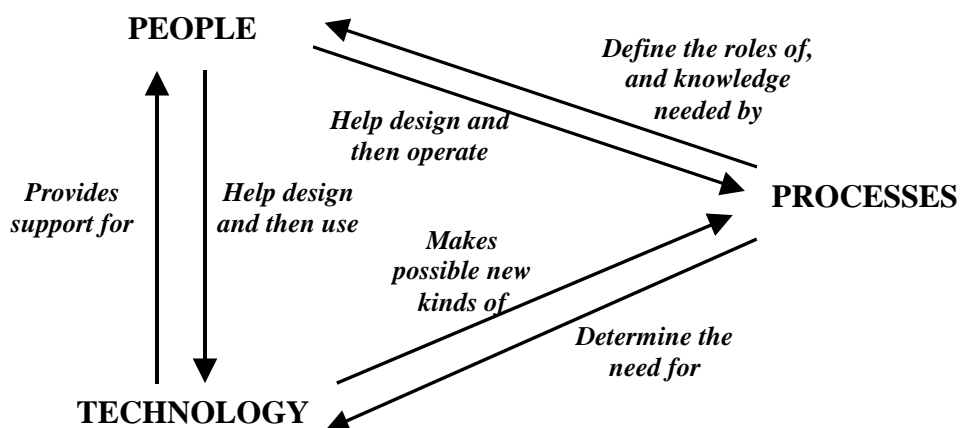 PEOPLE
Define the roles of,
and knowledge
needed by
Help design and
then operate
Provides
support for
Help design
and then use
PROCESSES
Makes
possible new
kinds of
Determine the
need for
TECHNOLOGY